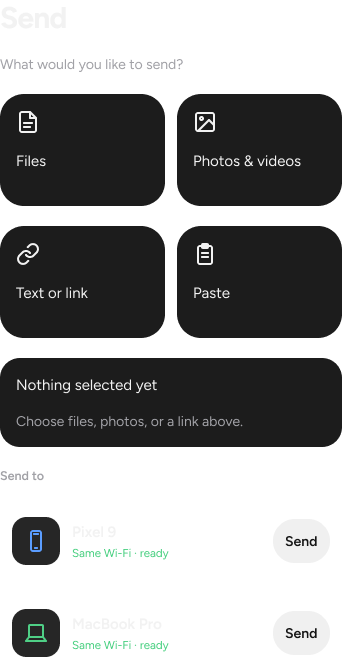 Send
What would you like to send?
Files
Photos & videos
Text or link
Paste
Nothing selected yet
Choose files, photos, or a link above.
Send to
Pixel 9
Same Wi-Fi · ready
Send
MacBook Pro
Same Wi-Fi · ready
Send